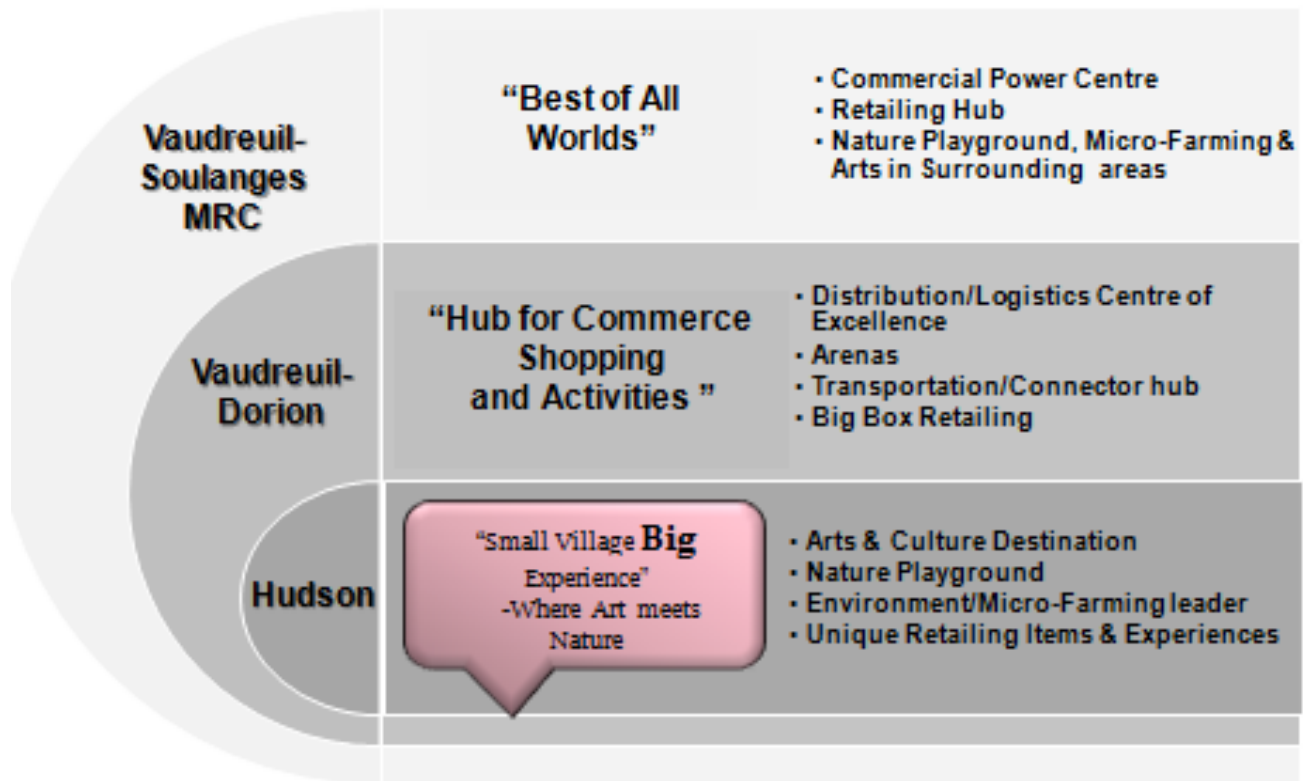 Vaudreuil-
Soulanges
MRC
“Best of All
Worlds”
· Commercial Power Centre
· Retailing Hub
· Nature Playground, Micro-Farming &
Arts in Surrounding areas
Vaudreuil-
Dorion
“Hub for Commerce
Shopping
and Activities ”
· Distribution/Logistics Centre of
Excellence
· Arenas
· Transportation/Connector hub
· Big Box Retailing
Hudson
“Small Village Big
Experience”
-Where Art meets
Nature
· Arts & Culture Destination
· Nature Playground
· Environment/Micro-Farming leader
· Unique Retailing Items & Experiences